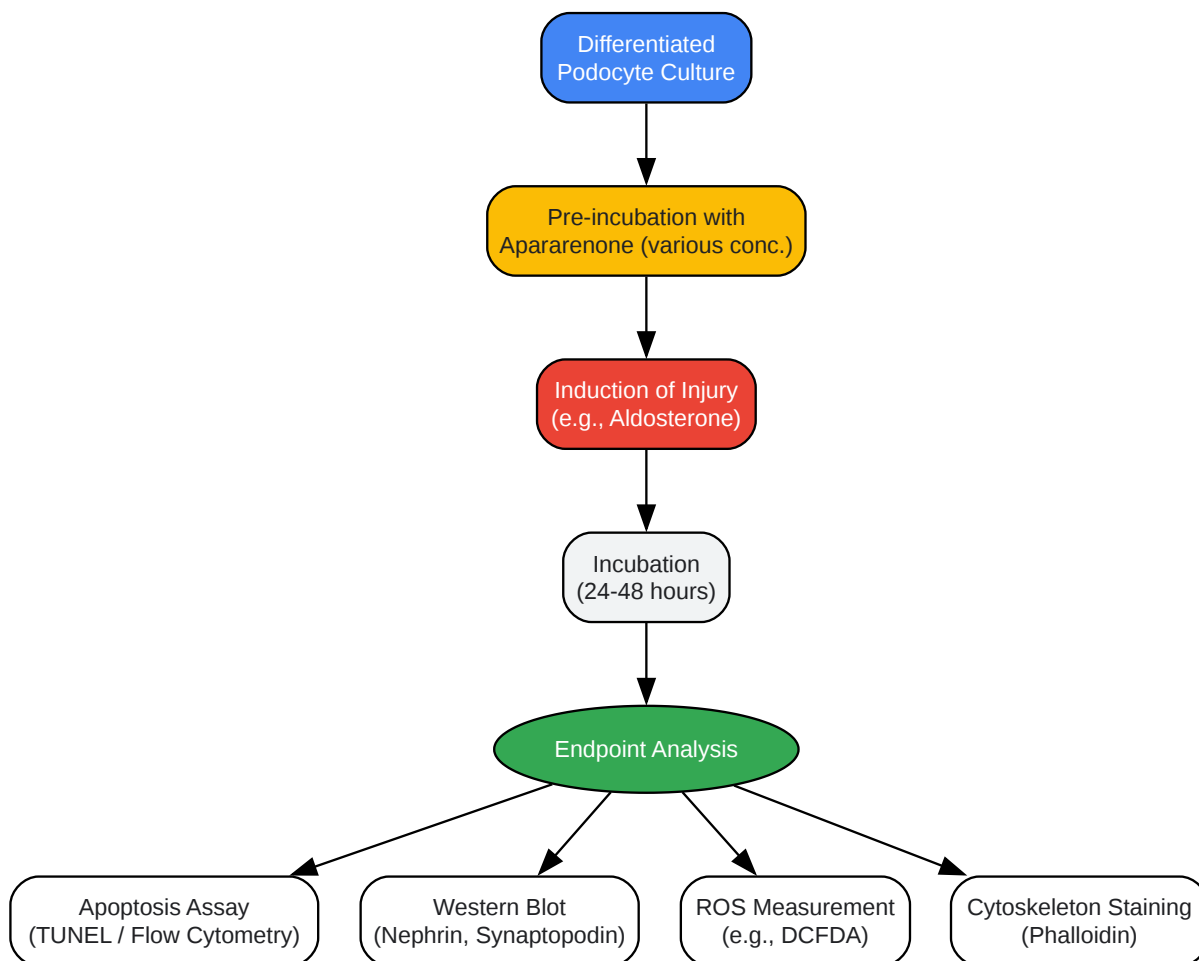 Differentiated
Podocyte Culture
Pre-incubation with
Apararenone (various conc.)
Induction of Injury
(e.g., Aldosterone)
Incubation
(24-48 hours)
Endpoint Analysis
Apoptosis Assay
(TUNEL / Flow Cytometry)
Western Blot
(Nephrin, Synaptopodin)
ROS Measurement
(e.g., DCFDA)
Cytoskeleton Staining
(Phalloidin)